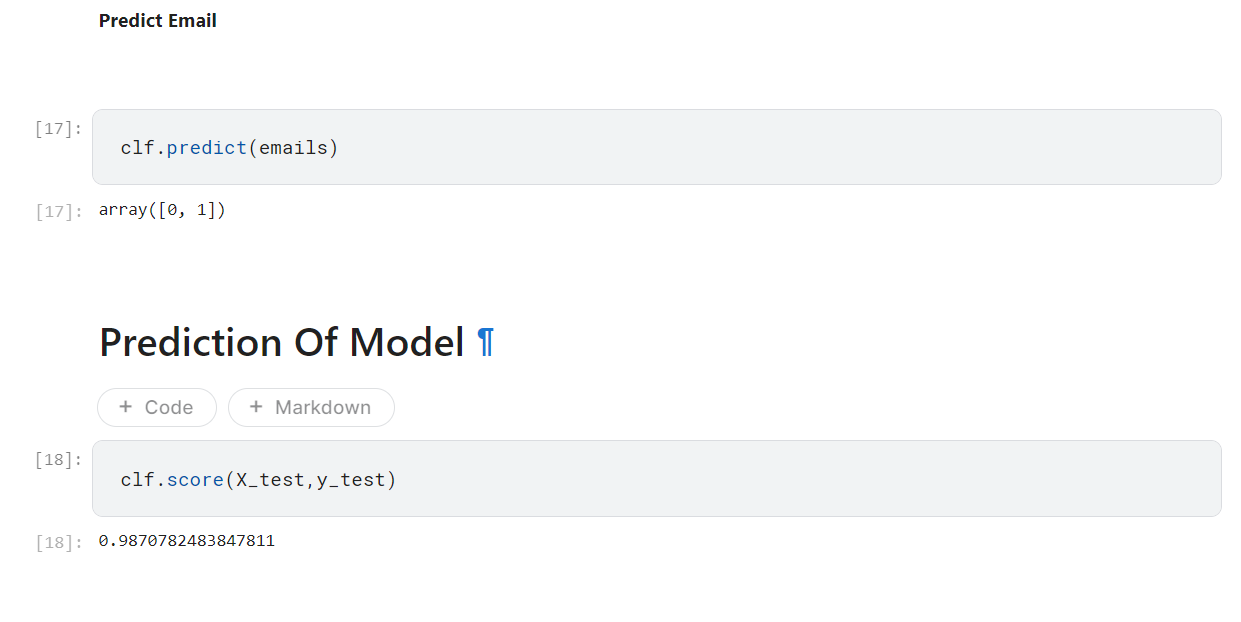 Predict Email
[17]:
clf.predict(emails)
[17]:
array([0, 1])
Prediction Of Model ¶
+ Code
+ Markdown
[18]:
clf.score(X_test,y_test)
[18]:
0.9870782483847811